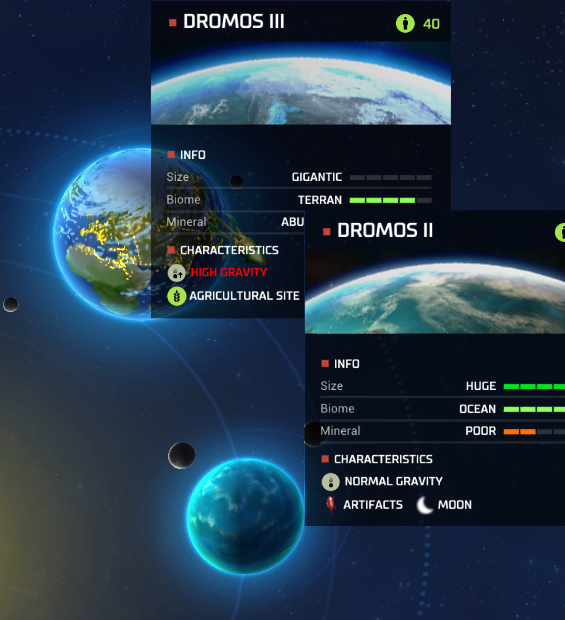 DROMOS III
40
INFO
Size GIGANTIC
Biome TERRAN
Mineral ABU
CHARACTERISTICS
HIGH GRAVITY
AGRICULTURAL SITE
DROMOS II
INFO
Size HUGE
Biome OCEAN
Mineral POOR
CHARACTERISTICS
NORMAL GRAVITY
ARTIFACTS MOON